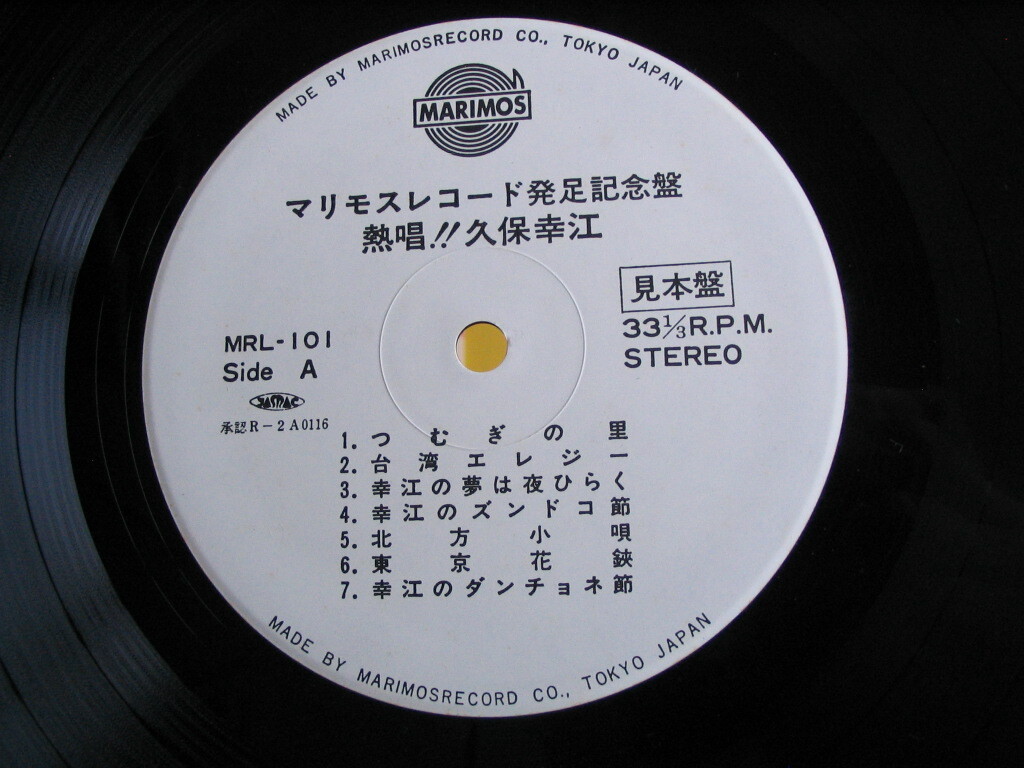 MADE BY MARIMOSRECORD CO., TOKYO JAPAN
MARIMOS
マリモスレコード発足記念盤
熱唱!!久保幸江
見本盤
33⅓R.P.M.
STEREO
MRL-101
Side A
JASRAC
承認R-2A0116
1. つむぎの里
2. 台湾エレジー
3. 幸江の夢は夜ひらく
4. 幸江のズンドコ節
5. 北方小唄
6. 東京花鋏
7. 幸江のダンチョネ節
MADE BY MARIMOSRECORD CO., TOKYO JAPAN